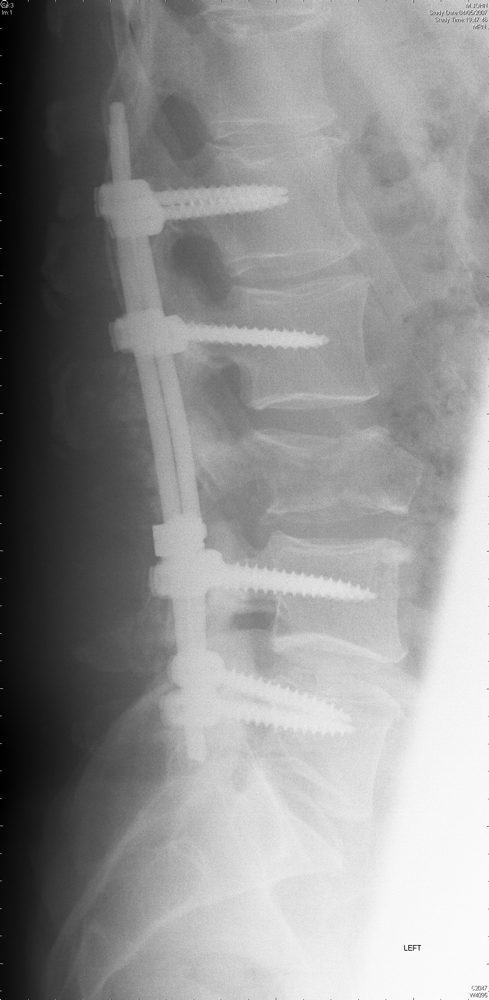 Se:3
Im:1
M.JOHN
Study Date:04/05/2007
Study Time:19:47:46
MRN:
LEFT
C2047
W4095